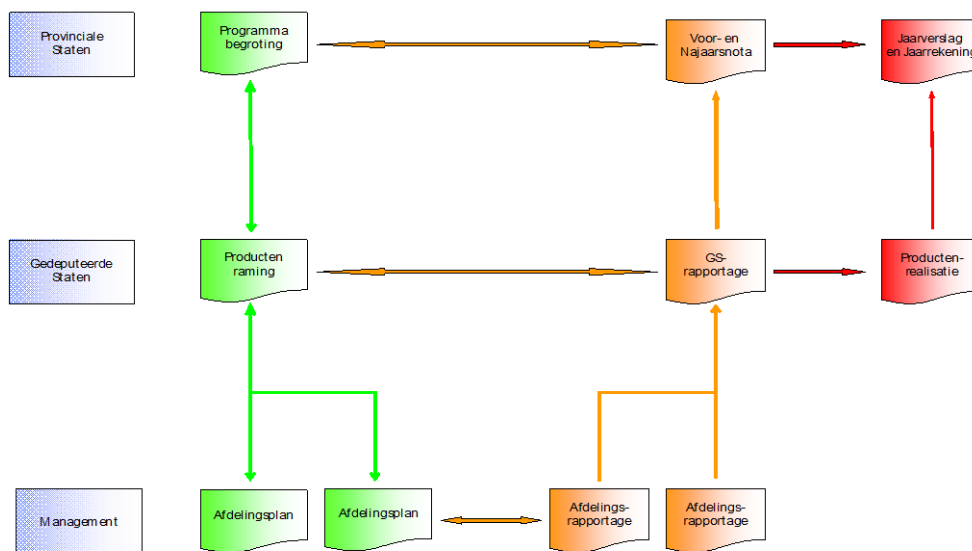 Provinciale
Staten
Programma
begroting
Voor- en
Najaarsnota
Jaarverslag
en Jaarrekening
Gedeputeerde
Staten
Producten
raming
GS-
rapportage
Producten-
realisatie
Management
Afdelingsplan
Afdelingsplan
Afdelings-
rapportage
Afdelings-
rapportage